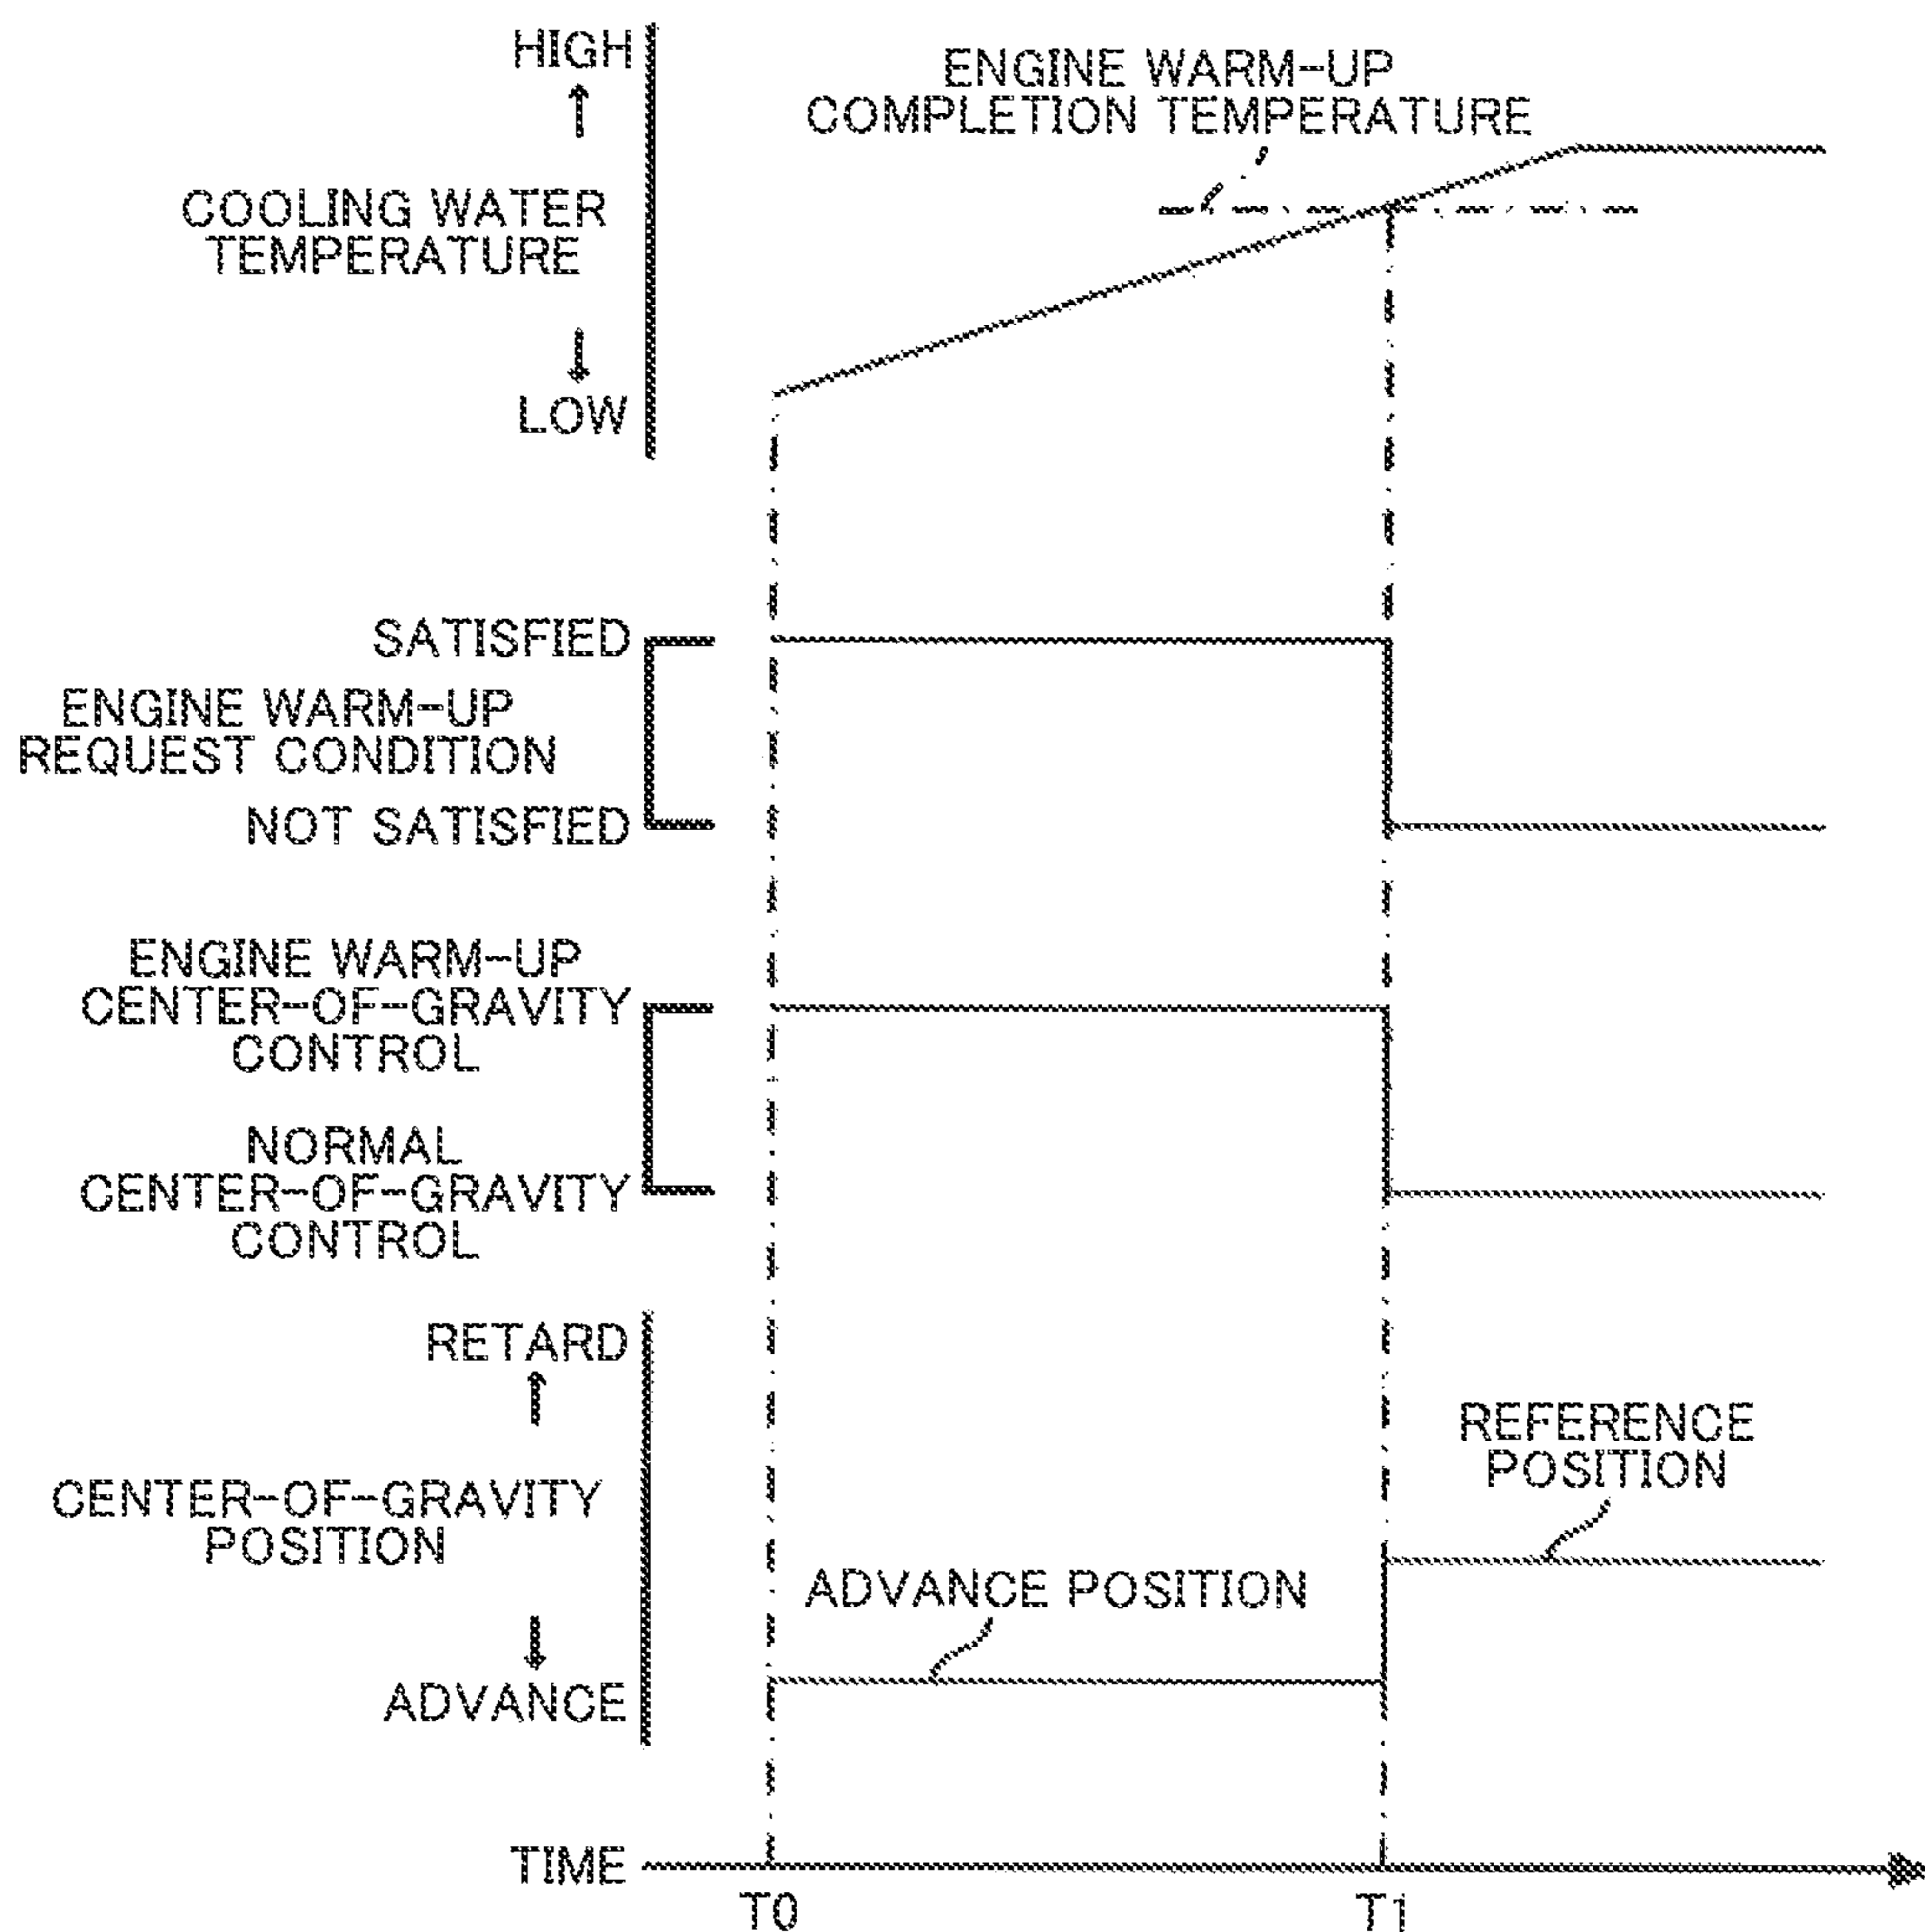 HIGH
ENGINE WARM-UP
COMPLETION TEMPERATURE
COOLING WATER
TEMPERATURE
LOW
SATISFIED
ENGINE WARM-UP
REQUEST CONDITION
NOT SATISFIED
ENGINE WARM-UP
CENTER-OF-GRAVITY
CONTROL
NORMAL
CENTER-OF-GRAVITY
CONTROL
RETARD
REFERENCE
POSITION
CENTER-OF-GRAVITY
POSITION
ADVANCE POSITION
ADVANCE
TIME
T0
T1